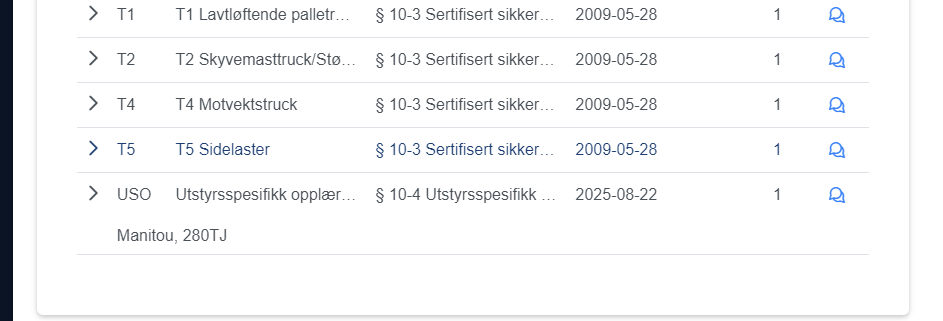 T1 T1 Lavtløftende palletr... § 10-3 Sertifisert sikker... 2009-05-28 1
T2 T2 Skyvemasttruck/Stø... § 10-3 Sertifisert sikker... 2009-05-28 1
T4 T4 Motvektstruck § 10-3 Sertifisert sikker... 2009-05-28 1
T5 T5 Sidelaster § 10-3 Sertifisert sikker... 2009-05-28 1
USO Utstyrsspesifikk opplær... § 10-4 Utstyrsspesifikk ... 2025-08-22 1
Manitou, 280TJ